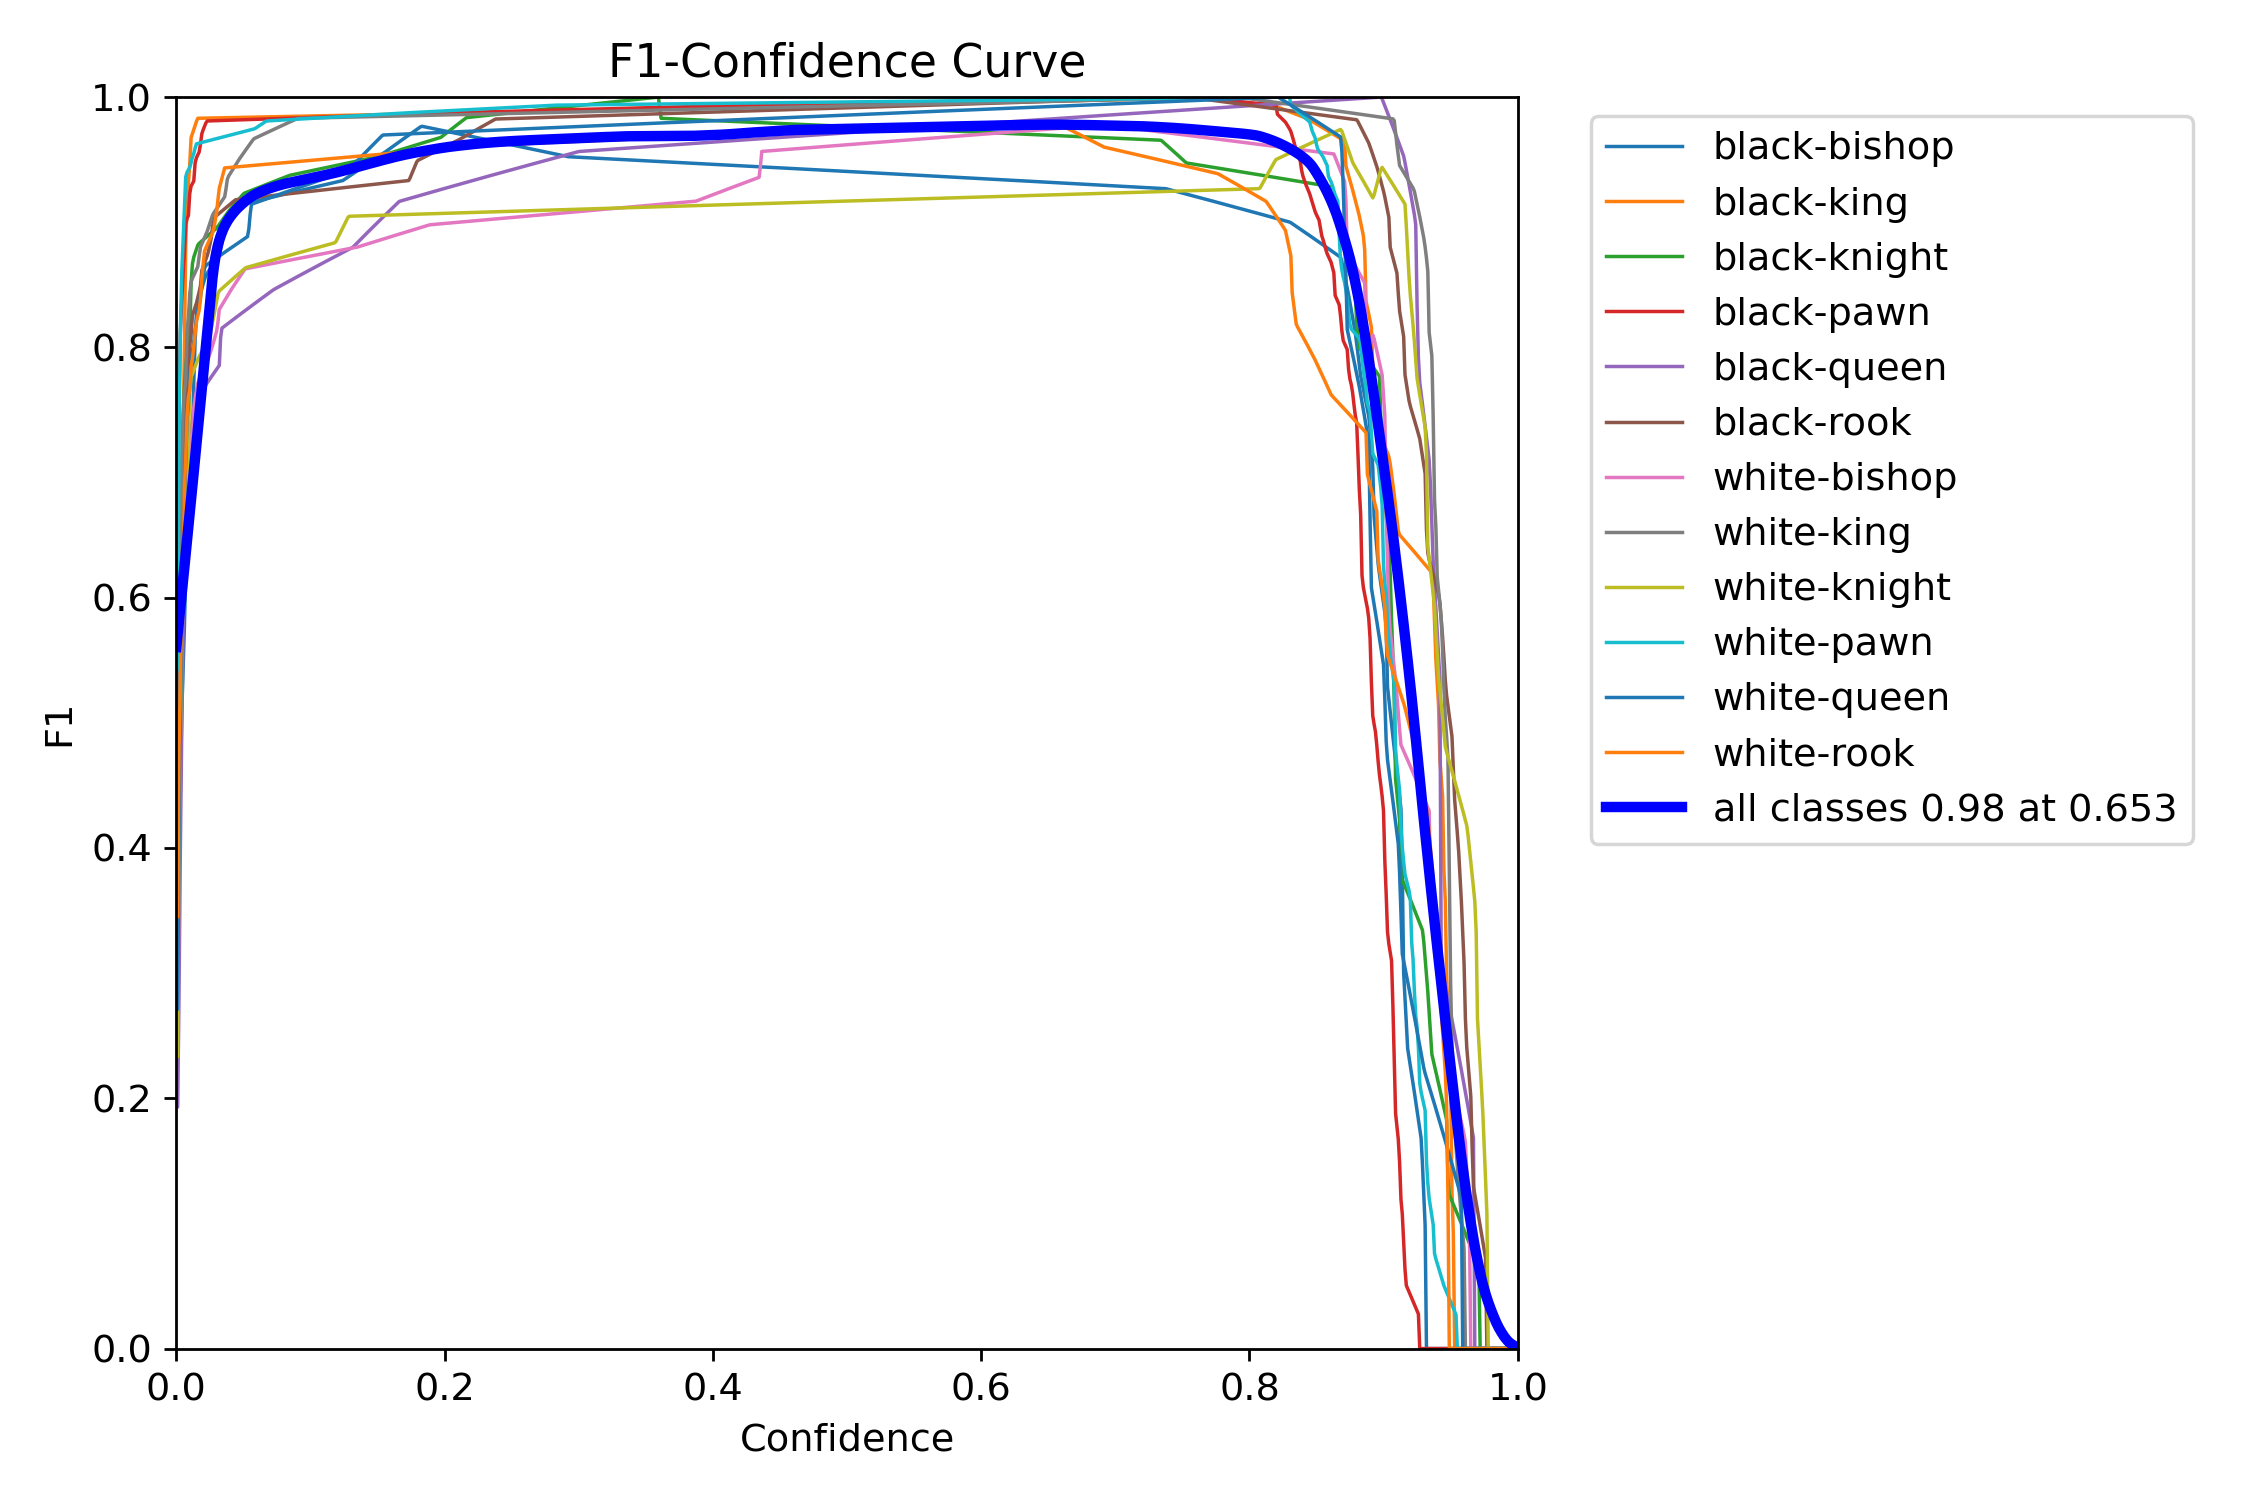 F1-Confidence Curve
1.0
0.8
0.6
0.4
0.2
0.0
F1
0.0 0.2 0.4 0.6 0.8 1.0
Confidence
black-bishop
black-king
black-knight
black-pawn
black-queen
black-rook
white-bishop
white-king
white-knight
white-pawn
white-queen
white-rook
all classes 0.98 at 0.653